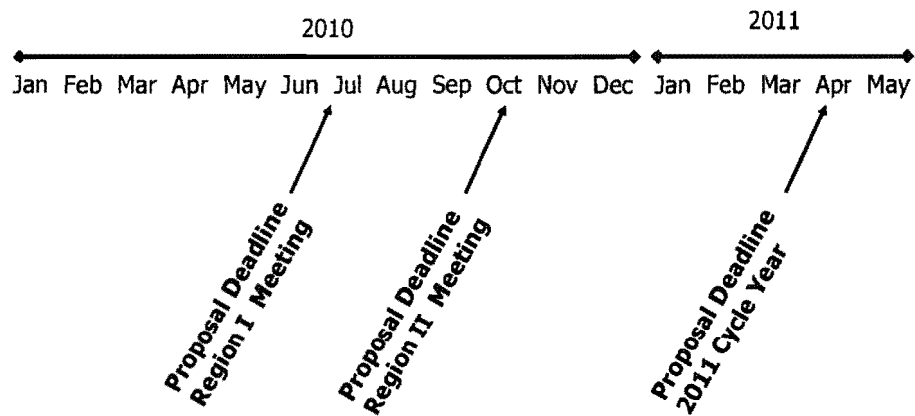 2010
2011
Jan Feb Mar Apr May Jun Jul Aug Sep Oct Nov Dec
Jan Feb Mar Apr May
Proposal Deadline
Region I Meeting
Proposal Deadline
Region II Meeting
Proposal Deadline
2011 Cycle Year